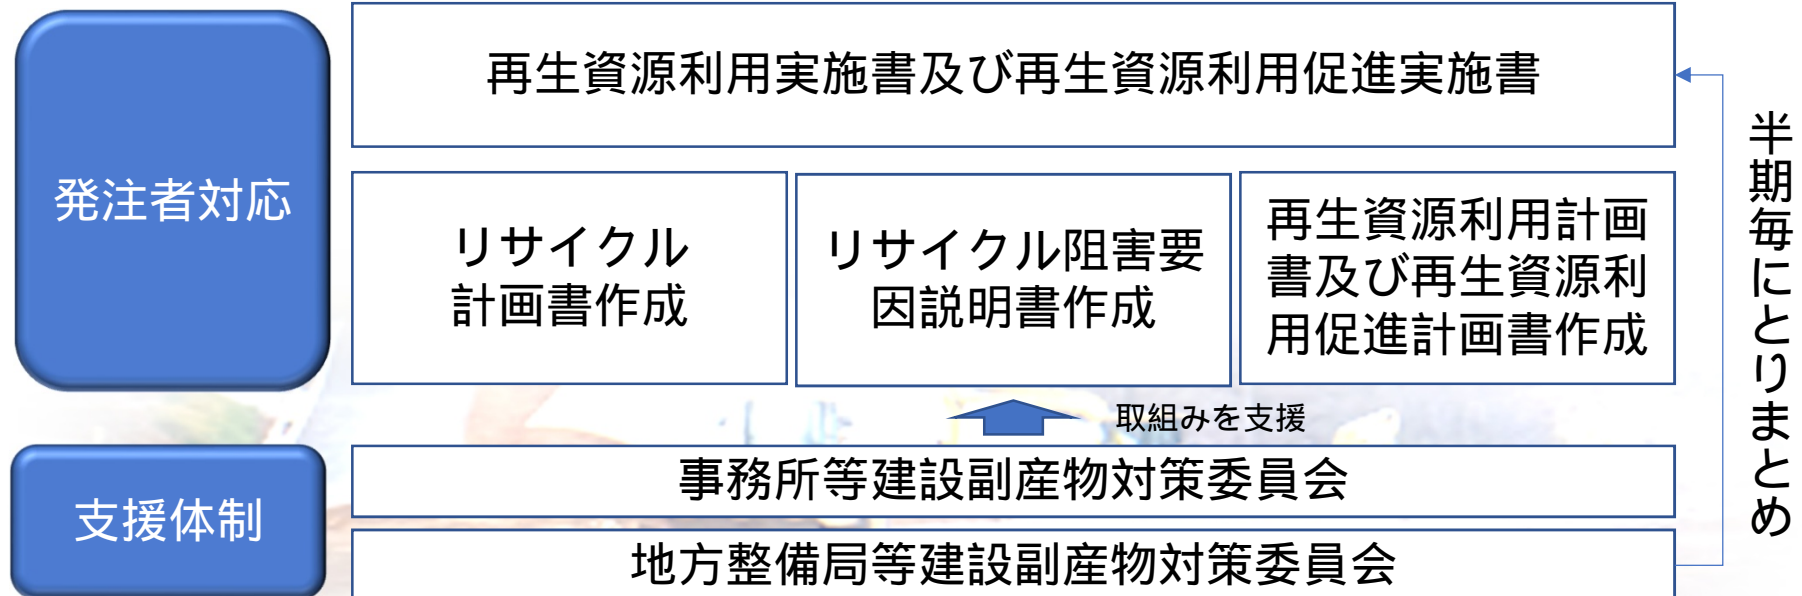 発注者対応
再生資源利用実施書及び再生資源利用促進実施書
リサイクル
計画書作成
リサイクル阻害要
因説明書作成
再生資源利用計画
書及び再生資源利
用促進計画書作成
半期毎にとりまとめ
取組みを支援
支援体制
事務所等建設副産物対策委員会
地方整備局等建設副産物対策委員会